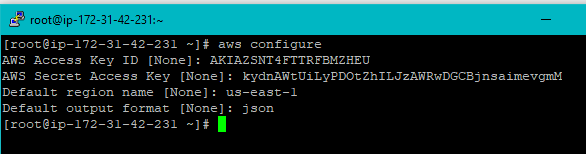 root@ip-172-31-42-231:~
[root@ip-172-31-42-231 ~]# aws configure
AWS Access Key ID [None]: AKIAZSNT4FTTRFBMZHEU
AWS Secret Access Key [None]: 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
Default region name [None]: us-east-1
Default output format [None]: json
[root@ip-172-31-42-231 ~]#